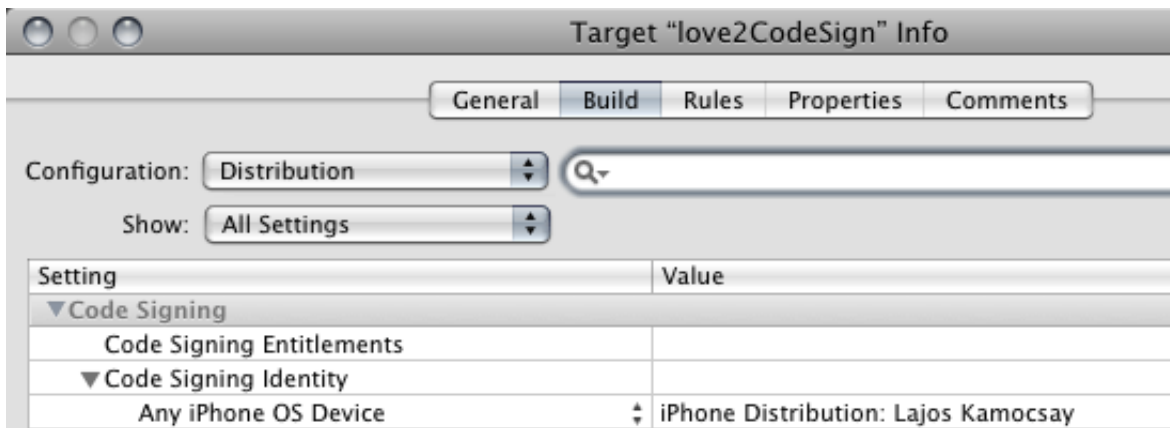 Target “love2CodeSign” Info
General Build Rules Properties Comments
Configuration: Distribution
Show: All Settings
Setting Value
Code Signing
Code Signing Entitlements
Code Signing Identity
Any iPhone OS Device iPhone Distribution: Lajos Kamocsay